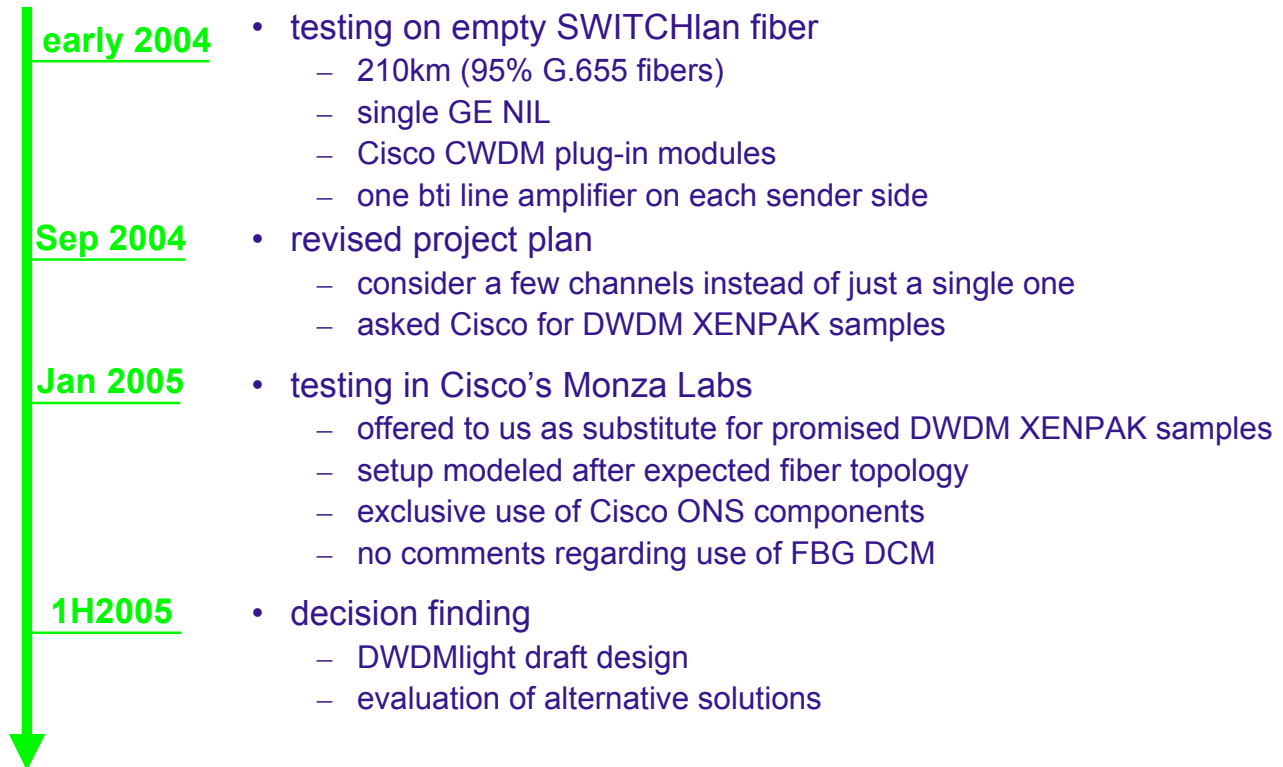 early 2004
• testing on empty SWITCHlan fiber
– 210km (95% G.655 fibers)
– single GE NIL
– Cisco CWDM plug-in modules
– one bti line amplifier on each sender side
Sep 2004
• revised project plan
– consider a few channels instead of just a single one
– asked Cisco for DWDM XENPAK samples
Jan 2005
• testing in Cisco’s Monza Labs
– offered to us as substitute for promised DWDM XENPAK samples
– setup modeled after expected fiber topology
– exclusive use of Cisco ONS components
– no comments regarding use of FBG DCM
1H2005
• decision finding
– DWDMlight draft design
– evaluation of alternative solutions